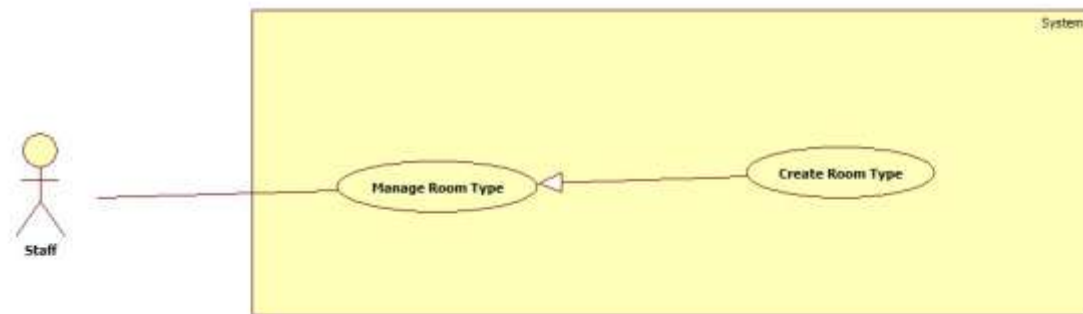 System
Manage Room Type
Create Room Type
Staff